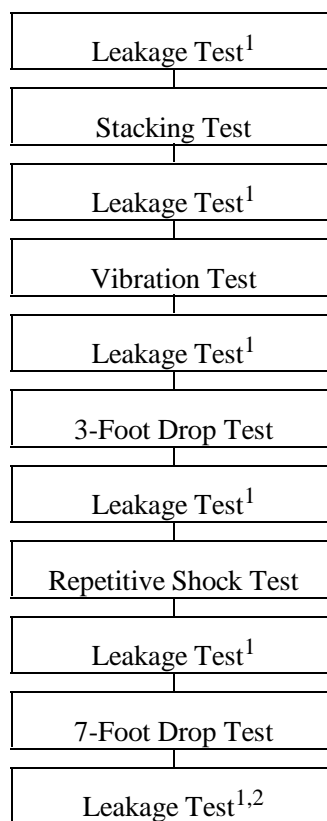 Leakage Test1
Stacking Test
Leakage Test1
Vibration Test
Leakage Test1
3-Foot Drop Test
Leakage Test1
Repetitive Shock Test
Leakage Test1
7-Foot Drop Test
Leakage Test1,2